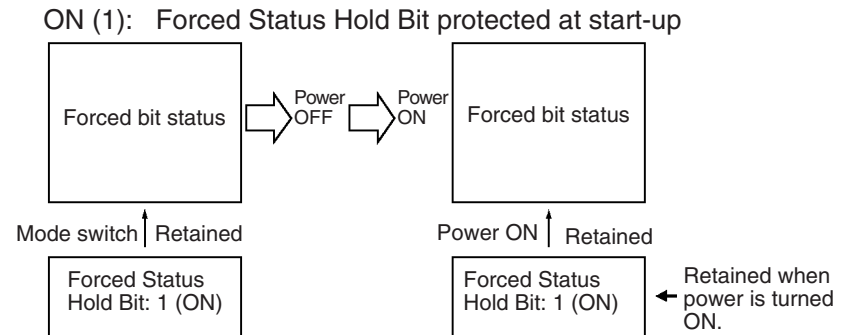 ON (1): Forced Status Hold Bit protected at start-up
Forced bit status
Power
OFF
Power
ON
Forced bit status
Mode switch
Retained
Power ON
Retained
Forced Status
Hold Bit: 1 (ON)
Forced Status
Hold Bit: 1 (ON)
Retained when
power is turned
ON.